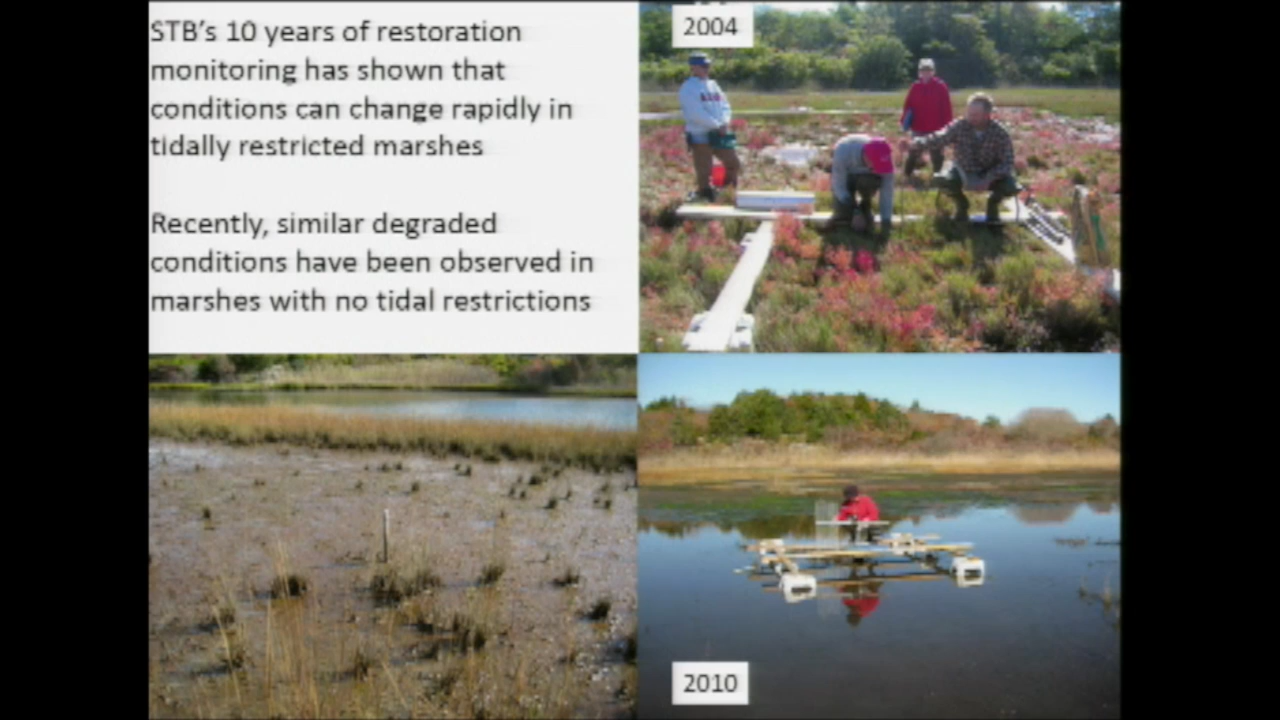 STB's 10 years of restoration
monitoring has shown that
conditions can change rapidly in
tidally restricted marshes
Recently, similar degraded
conditions have been observed in
marshes with no tidal restrictions
2004
2010